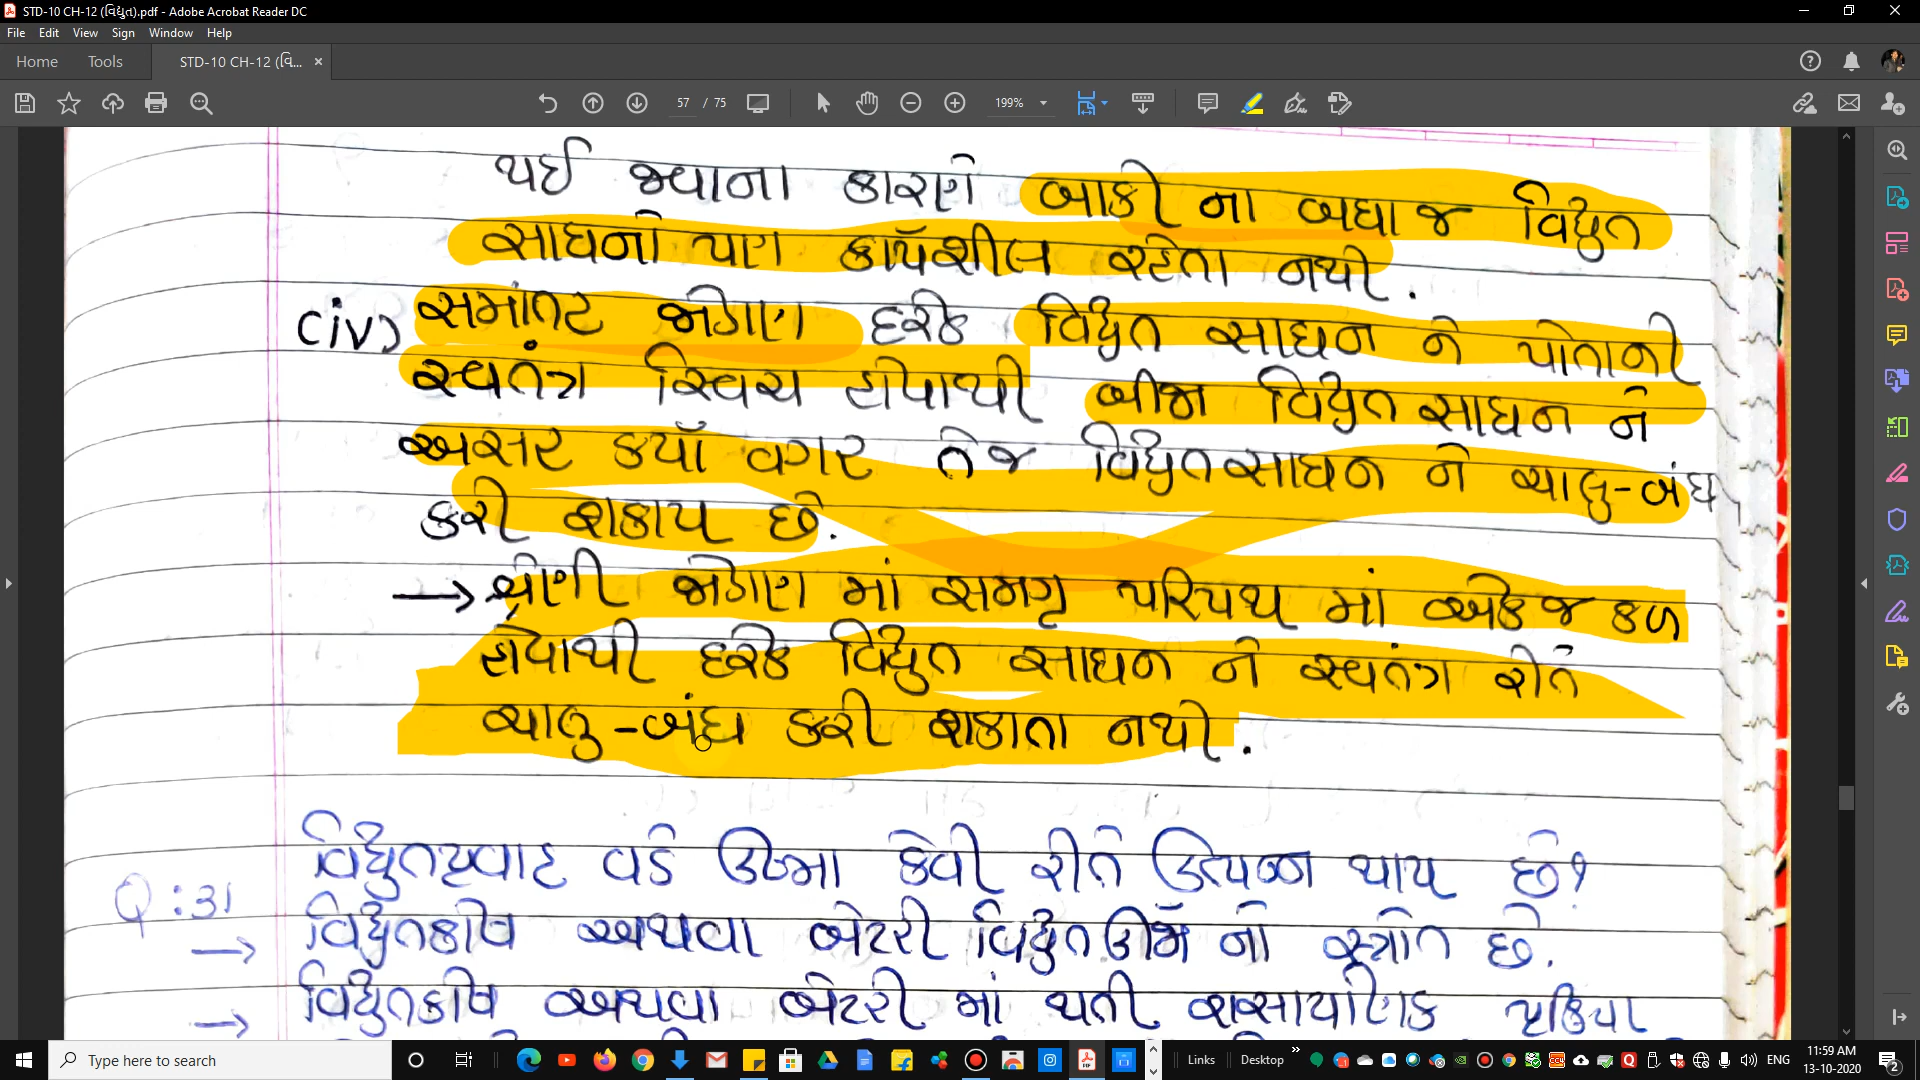 STD-10 CH-12 (વિદ્યુત).pdf - Adobe Acrobat Reader DC
File Edit View Sign Window Help
Home Tools STD-10 CH-12 (વિ... ×
57 / 75 199%
થઈ જવાના કારણે બાકી ના બધા જ વિદ્યુત
સાધનો પણ કાર્યશીલ રહેતા નથી.
(iv) સમાંતર જોડાણ દરેક વિદ્યુત સાધન ને પોતાની
સ્વતંત્ર સ્વિચ હોવાથી બીજા વિદ્યુત સાધન ને
અસર કર્યા વગર તેજ વિદ્યુતસાધન ને ચાલુ-બંધ
કરી શકાય છે.
→ શ્રેણી જોડાણ માં સમગ્ર પરિપથ માં એક જ કળ
હોવાથી દરેક વિદ્યુત સાધન ને સ્વતંત્ર રીતે
ચાલુ-બંધ કરી શકાતા નથી.
Q:31 વિદ્યુતપ્રવાહ વડે ઉષ્મા કેવી રીતે ઉત્પન્ન થાય છે?
→ વિદ્યુતકોષ અથવા બેટરી વિદ્યુતઊર્જા નો સ્ત્રોત છે.
→ વિદ્યુતકોષ અથવા બેટરી માં થતી રાસાયણિક પ્રક્રિયા
Type here to search Links Desktop ENG 11:59 AM
13-10-2020 2